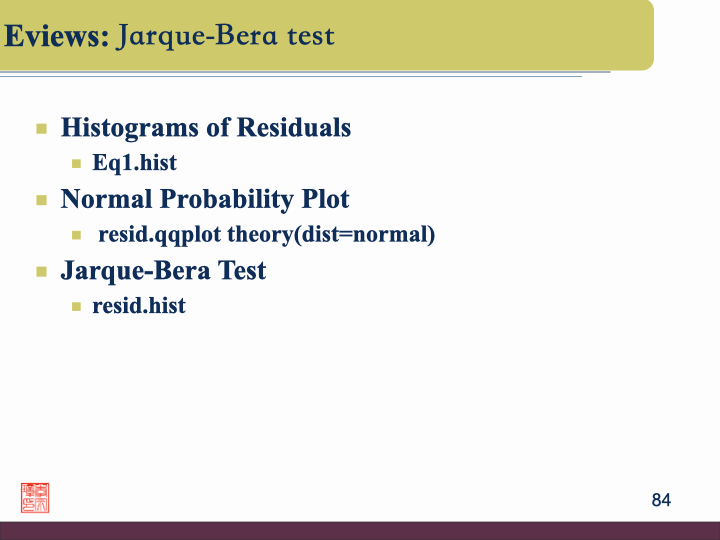 Eviews: Jarque-Bera test
Histograms of Residuals
Eq1.hist
Normal Probability Plot
resid.qqplot theory(dist=normal)
Jarque-Bera Test
resid.hist
84